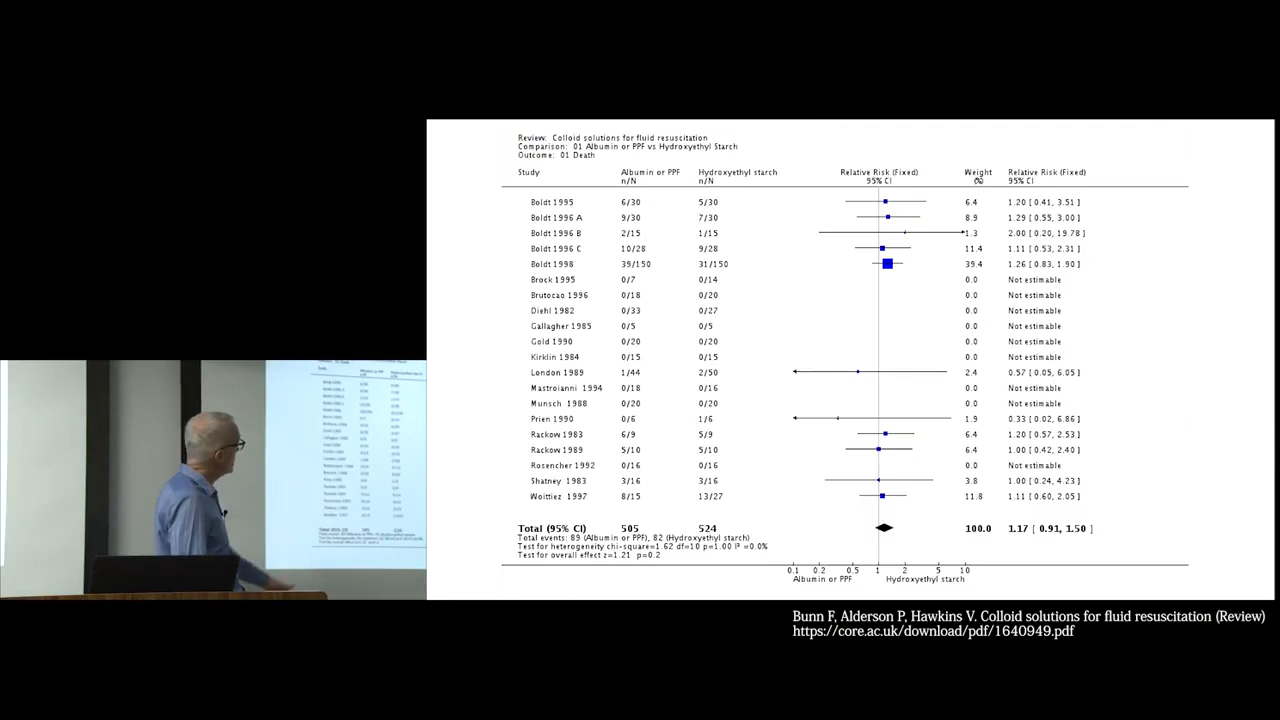 Review: Colloid solutions for fluid resuscitation
Comparison: 01 Albumin or PPF vs Hydroxyethyl Starch
Outcome: 01 Death
Study Albumin or PPF Hydroxyethyl starch Relative Risk (Fixed) Weight Relative Risk (Fixed)
n/N n/N 95% CI (%) 95% CI
Boldt 1995 6/30 5/30 6.4 1.20 [ 0.41, 3.51 ]
Boldt 1996 A 9/30 7/30 8.9 1.29 [ 0.55, 3.00 ]
Boldt 1996 B 2/15 1/15 1.3 2.00 [ 0.20, 19.78 ]
Boldt 1996 C 10/28 9/28 11.4 1.11 [ 0.53, 2.31 ]
Boldt 1998 39/150 31/150 39.4 1.26 [ 0.83, 1.90 ]
Brock 1995 0/7 0/14 0.0 Not estimable
Brutocao 1996 0/18 0/20 0.0 Not estimable
Diehl 1982 0/33 0/27 0.0 Not estimable
Gallagher 1985 0/5 0/5 0.0 Not estimable
Gold 1990 0/20 0/20 0.0 Not estimable
Kirklin 1984 0/15 0/15 0.0 Not estimable
London 1989 1/44 2/50 2.4 0.57 [ 0.05, 6.05 ]
Mastroianni 1994 0/18 0/16 0.0 Not estimable
Munsch 1988 0/20 0/20 0.0 Not estimable
Prien 1990 0/6 1/6 1.9 0.33 [ 0.02, 6.86 ]
Rackow 1983 6/9 5/9 6.4 1.20 [ 0.57, 2.53 ]
Rackow 1989 5/10 5/10 6.4 1.00 [ 0.42, 2.40 ]
Rosencher 1992 0/16 0/16 0.0 Not estimable
Shatney 1983 3/16 3/16 3.8 1.00 [ 0.24, 4.23 ]
Woittiez 1997 8/15 13/27 11.8 1.11 [ 0.60, 2.05 ]
Total (95% CI) 505 524 100.0 1.17 [ 0.91, 1.50 ]
Total events: 89 (Albumin or PPF), 82 (Hydroxyethyl starch)
Test for heterogeneity chi-square=1.62 df=10 p=1.00 I² =0.0%
Test for overall effect z=1.21 p=0.2
0.1 0.2 0.5 1 2 5 10
Albumin or PPF Hydroxyethyl starch
Bunn F, Alderson P, Hawkins V. Colloid solutions for fluid resuscitation (Review)
https://core.ac.uk/download/pdf/1640949.pdf